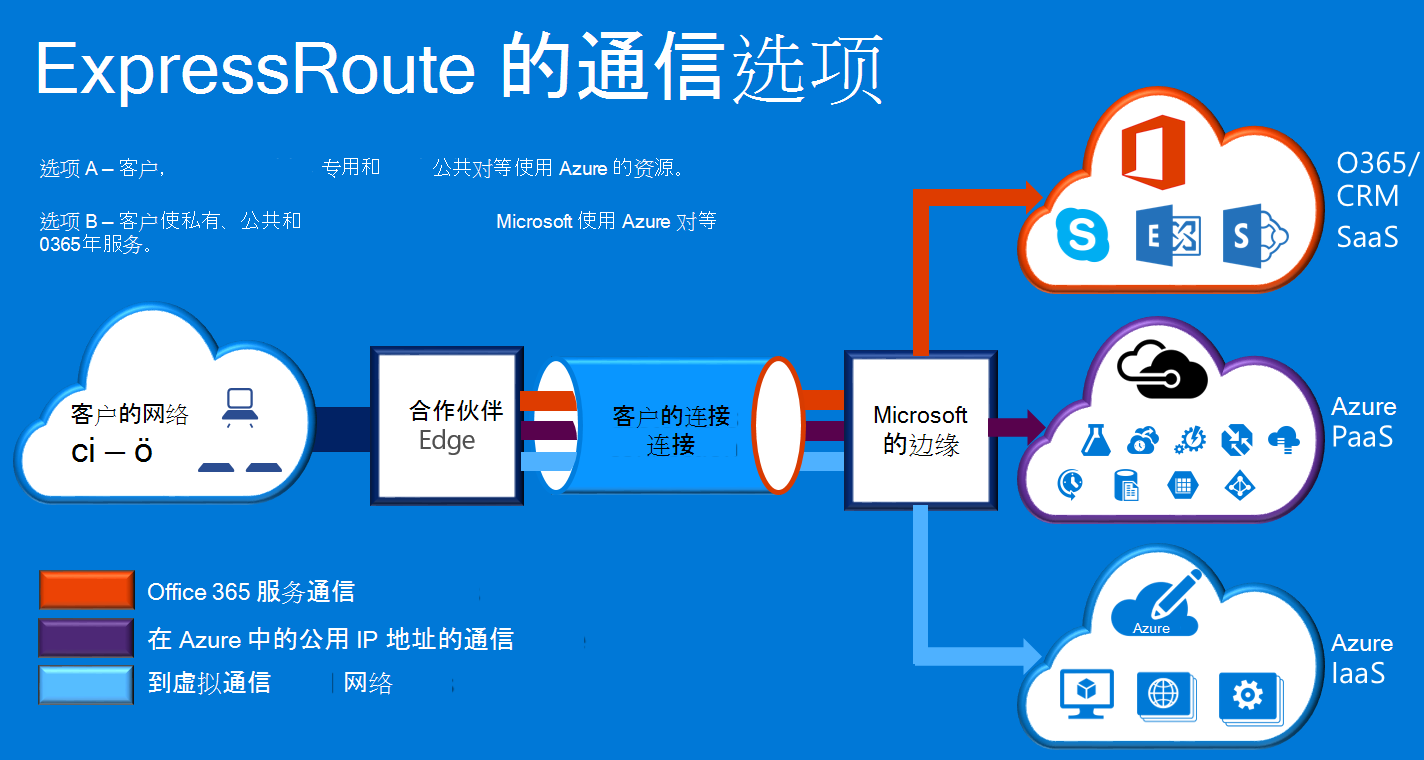 ExpressRoute 的通信选项
选项 A – 客户, 专用和 公共对等使用 Azure 的资源。
选项 B – 客户使私有、公共和 Microsoft 使用 Azure 对等
0365年服务。
O365/
CRM
SaaS
客户的网络
ci – ö
合作伙伴
Edge
客户的连接
连接
Microsoft
的边缘
Azure
PaaS
Office 365 服务通信
在 Azure 中的公用 IP 地址的通信
到虚拟通信 网络
Azure
Azure
IaaS
S
E
S